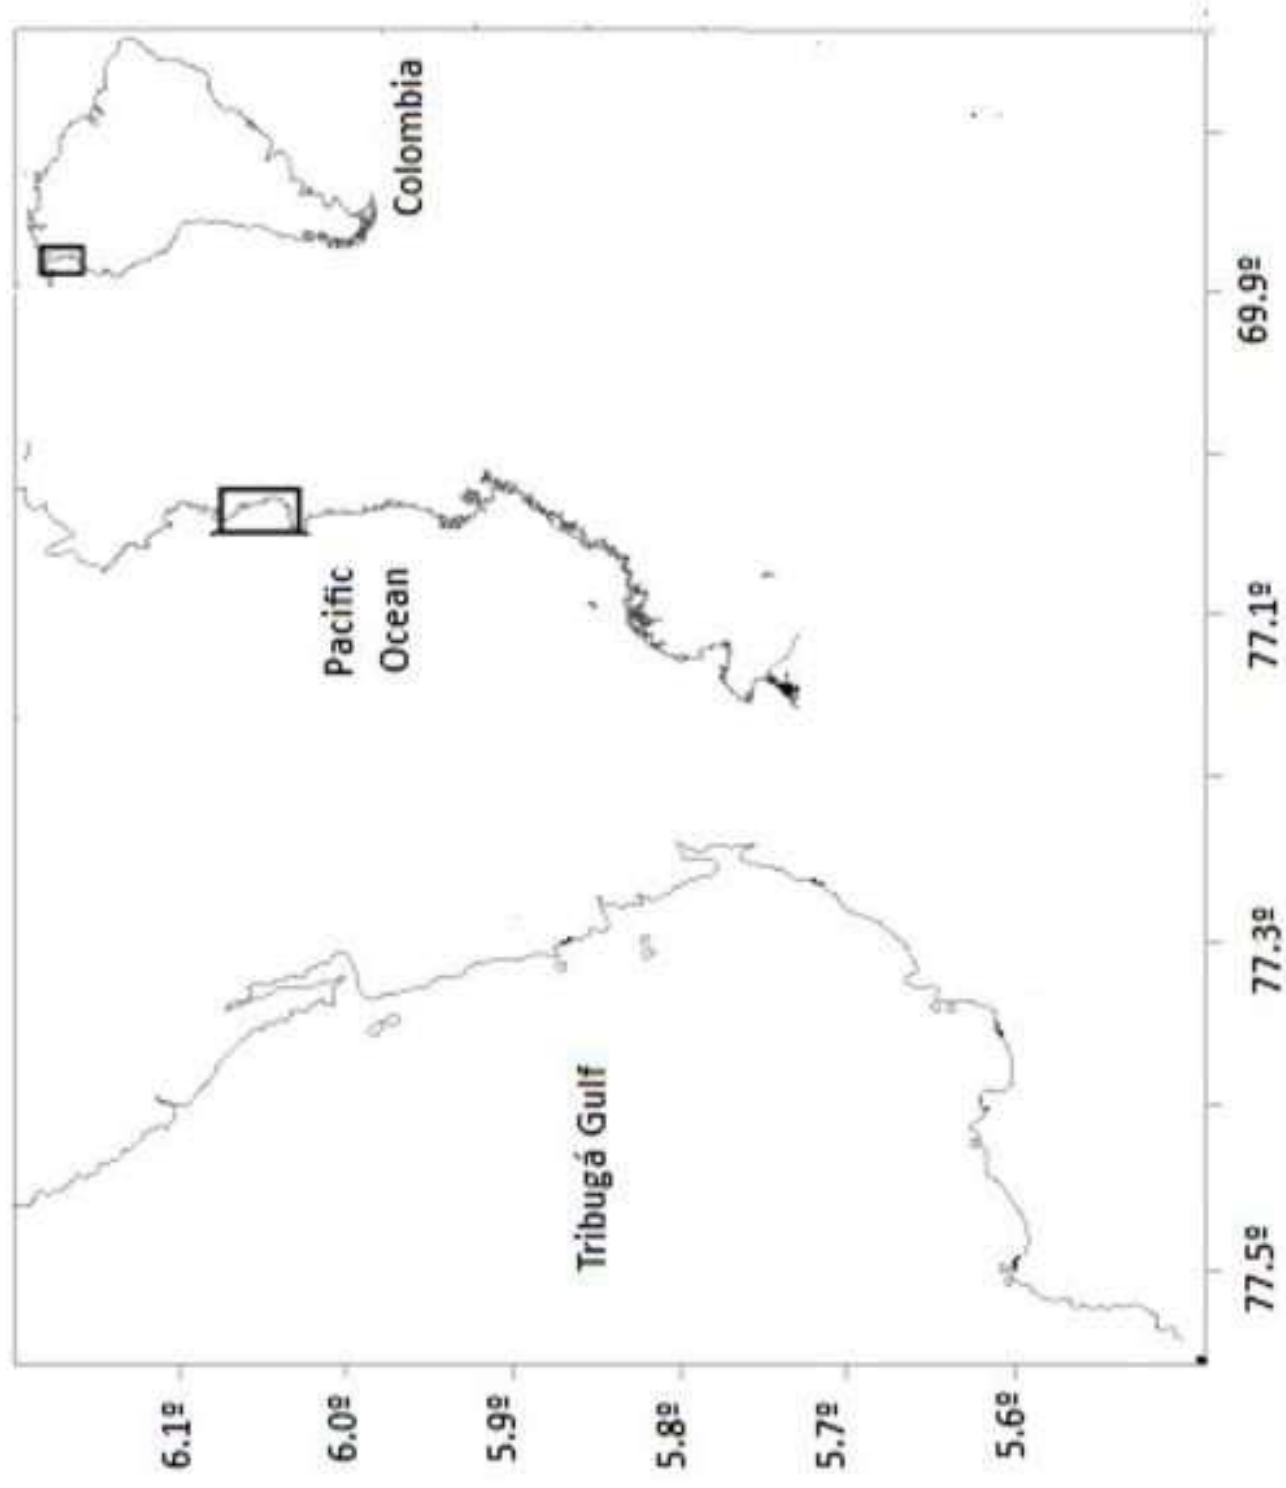 Colombia
Pacific
Ocean
Tribugá Gulf
6.1º
6.0º
5.9º
5.8º
5.7º
5.6º
77.5º
77.3º
77.1º
69.9º